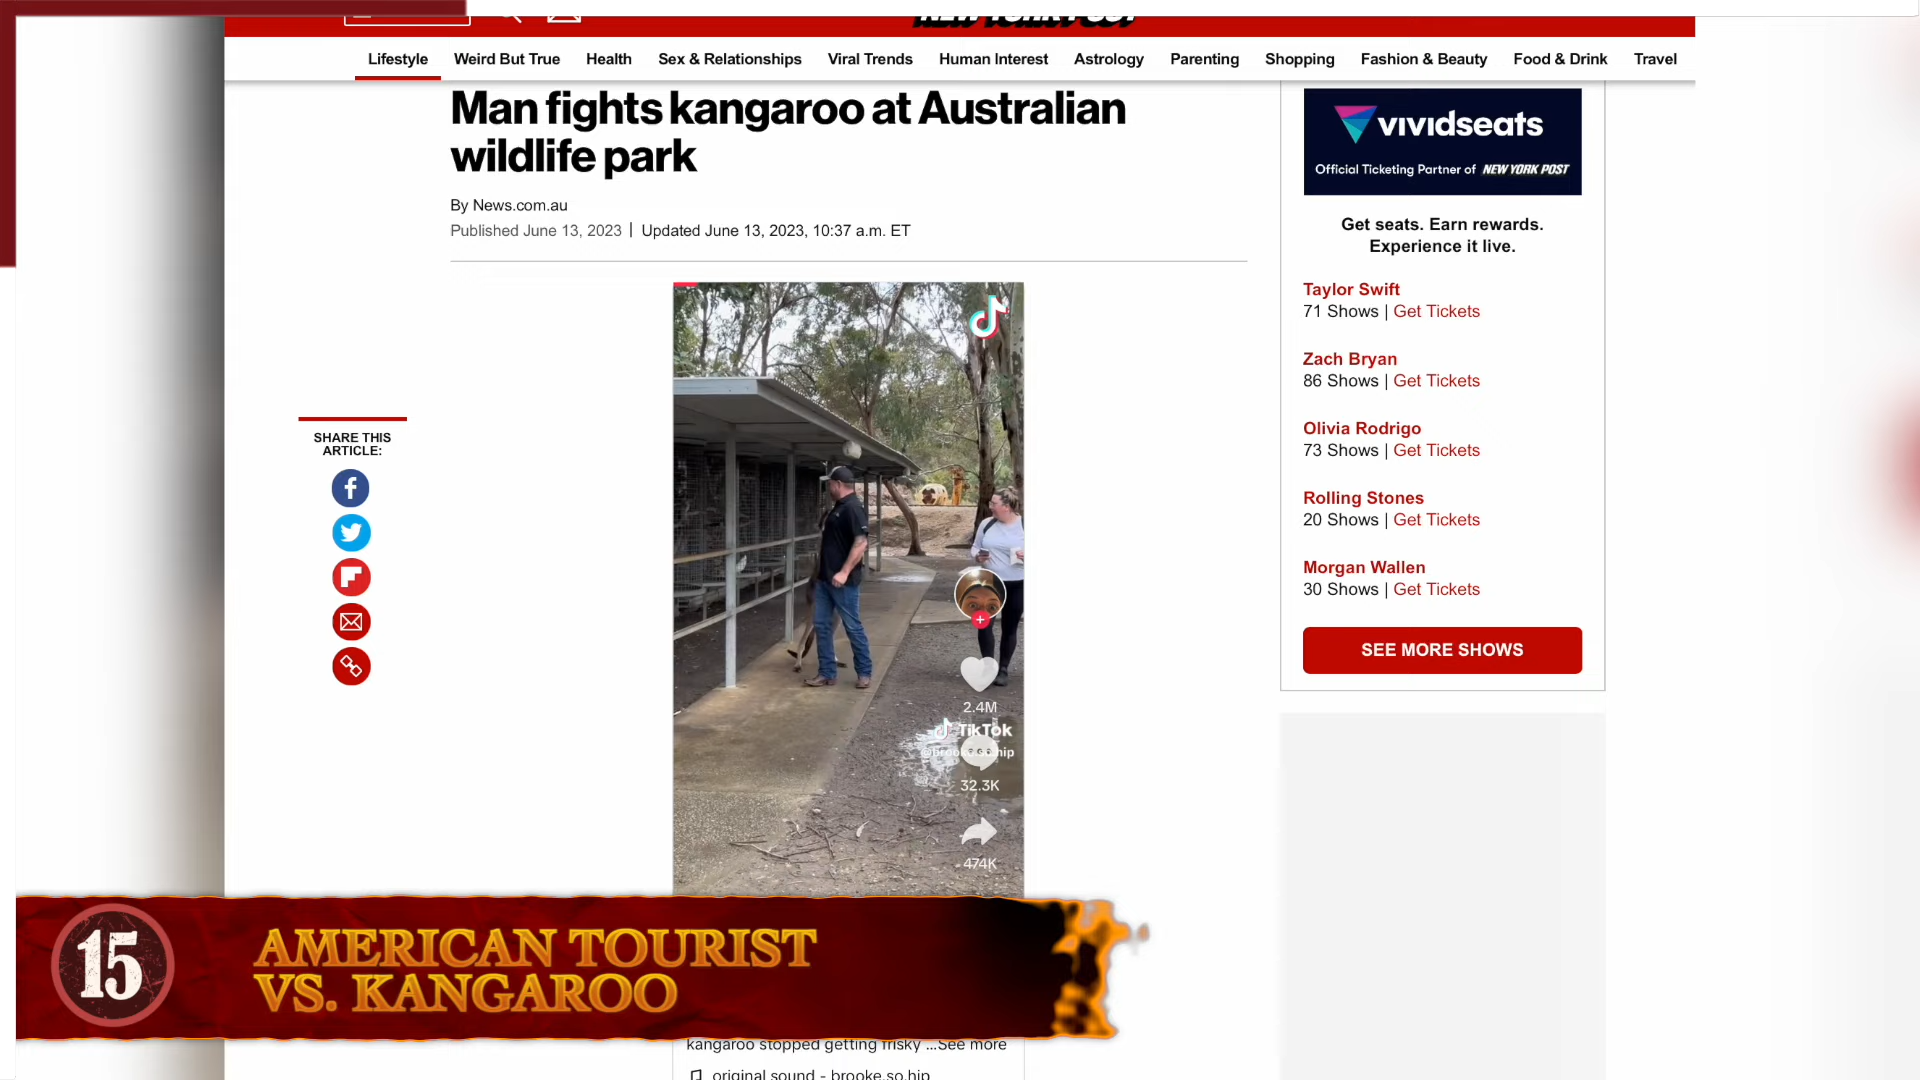 NEW YORK POST
Lifestyle Weird But True Health Sex & Relationships Viral Trends Human Interest Astrology Parenting Shopping Fashion & Beauty Food & Drink Travel
Man fights kangaroo at Australian
wildlife park
By News.com.au
Published June 13, 2023 | Updated June 13, 2023, 10:37 a.m. ET
SHARE THIS
ARTICLE:
2.4M
TikTok
@brooke.so.hip
32.3K
474K
kangaroo stopped getting frisky ...See more
original sound - brooke.so.hip
vividseats
Official Ticketing Partner of NEW YORK POST
Get seats. Earn rewards.
Experience it live.
Taylor Swift
71 Shows | Get Tickets
Zach Bryan
86 Shows | Get Tickets
Olivia Rodrigo
73 Shows | Get Tickets
Rolling Stones
20 Shows | Get Tickets
Morgan Wallen
30 Shows | Get Tickets
SEE MORE SHOWS
15
AMERICAN TOURIST
VS. KANGAROO